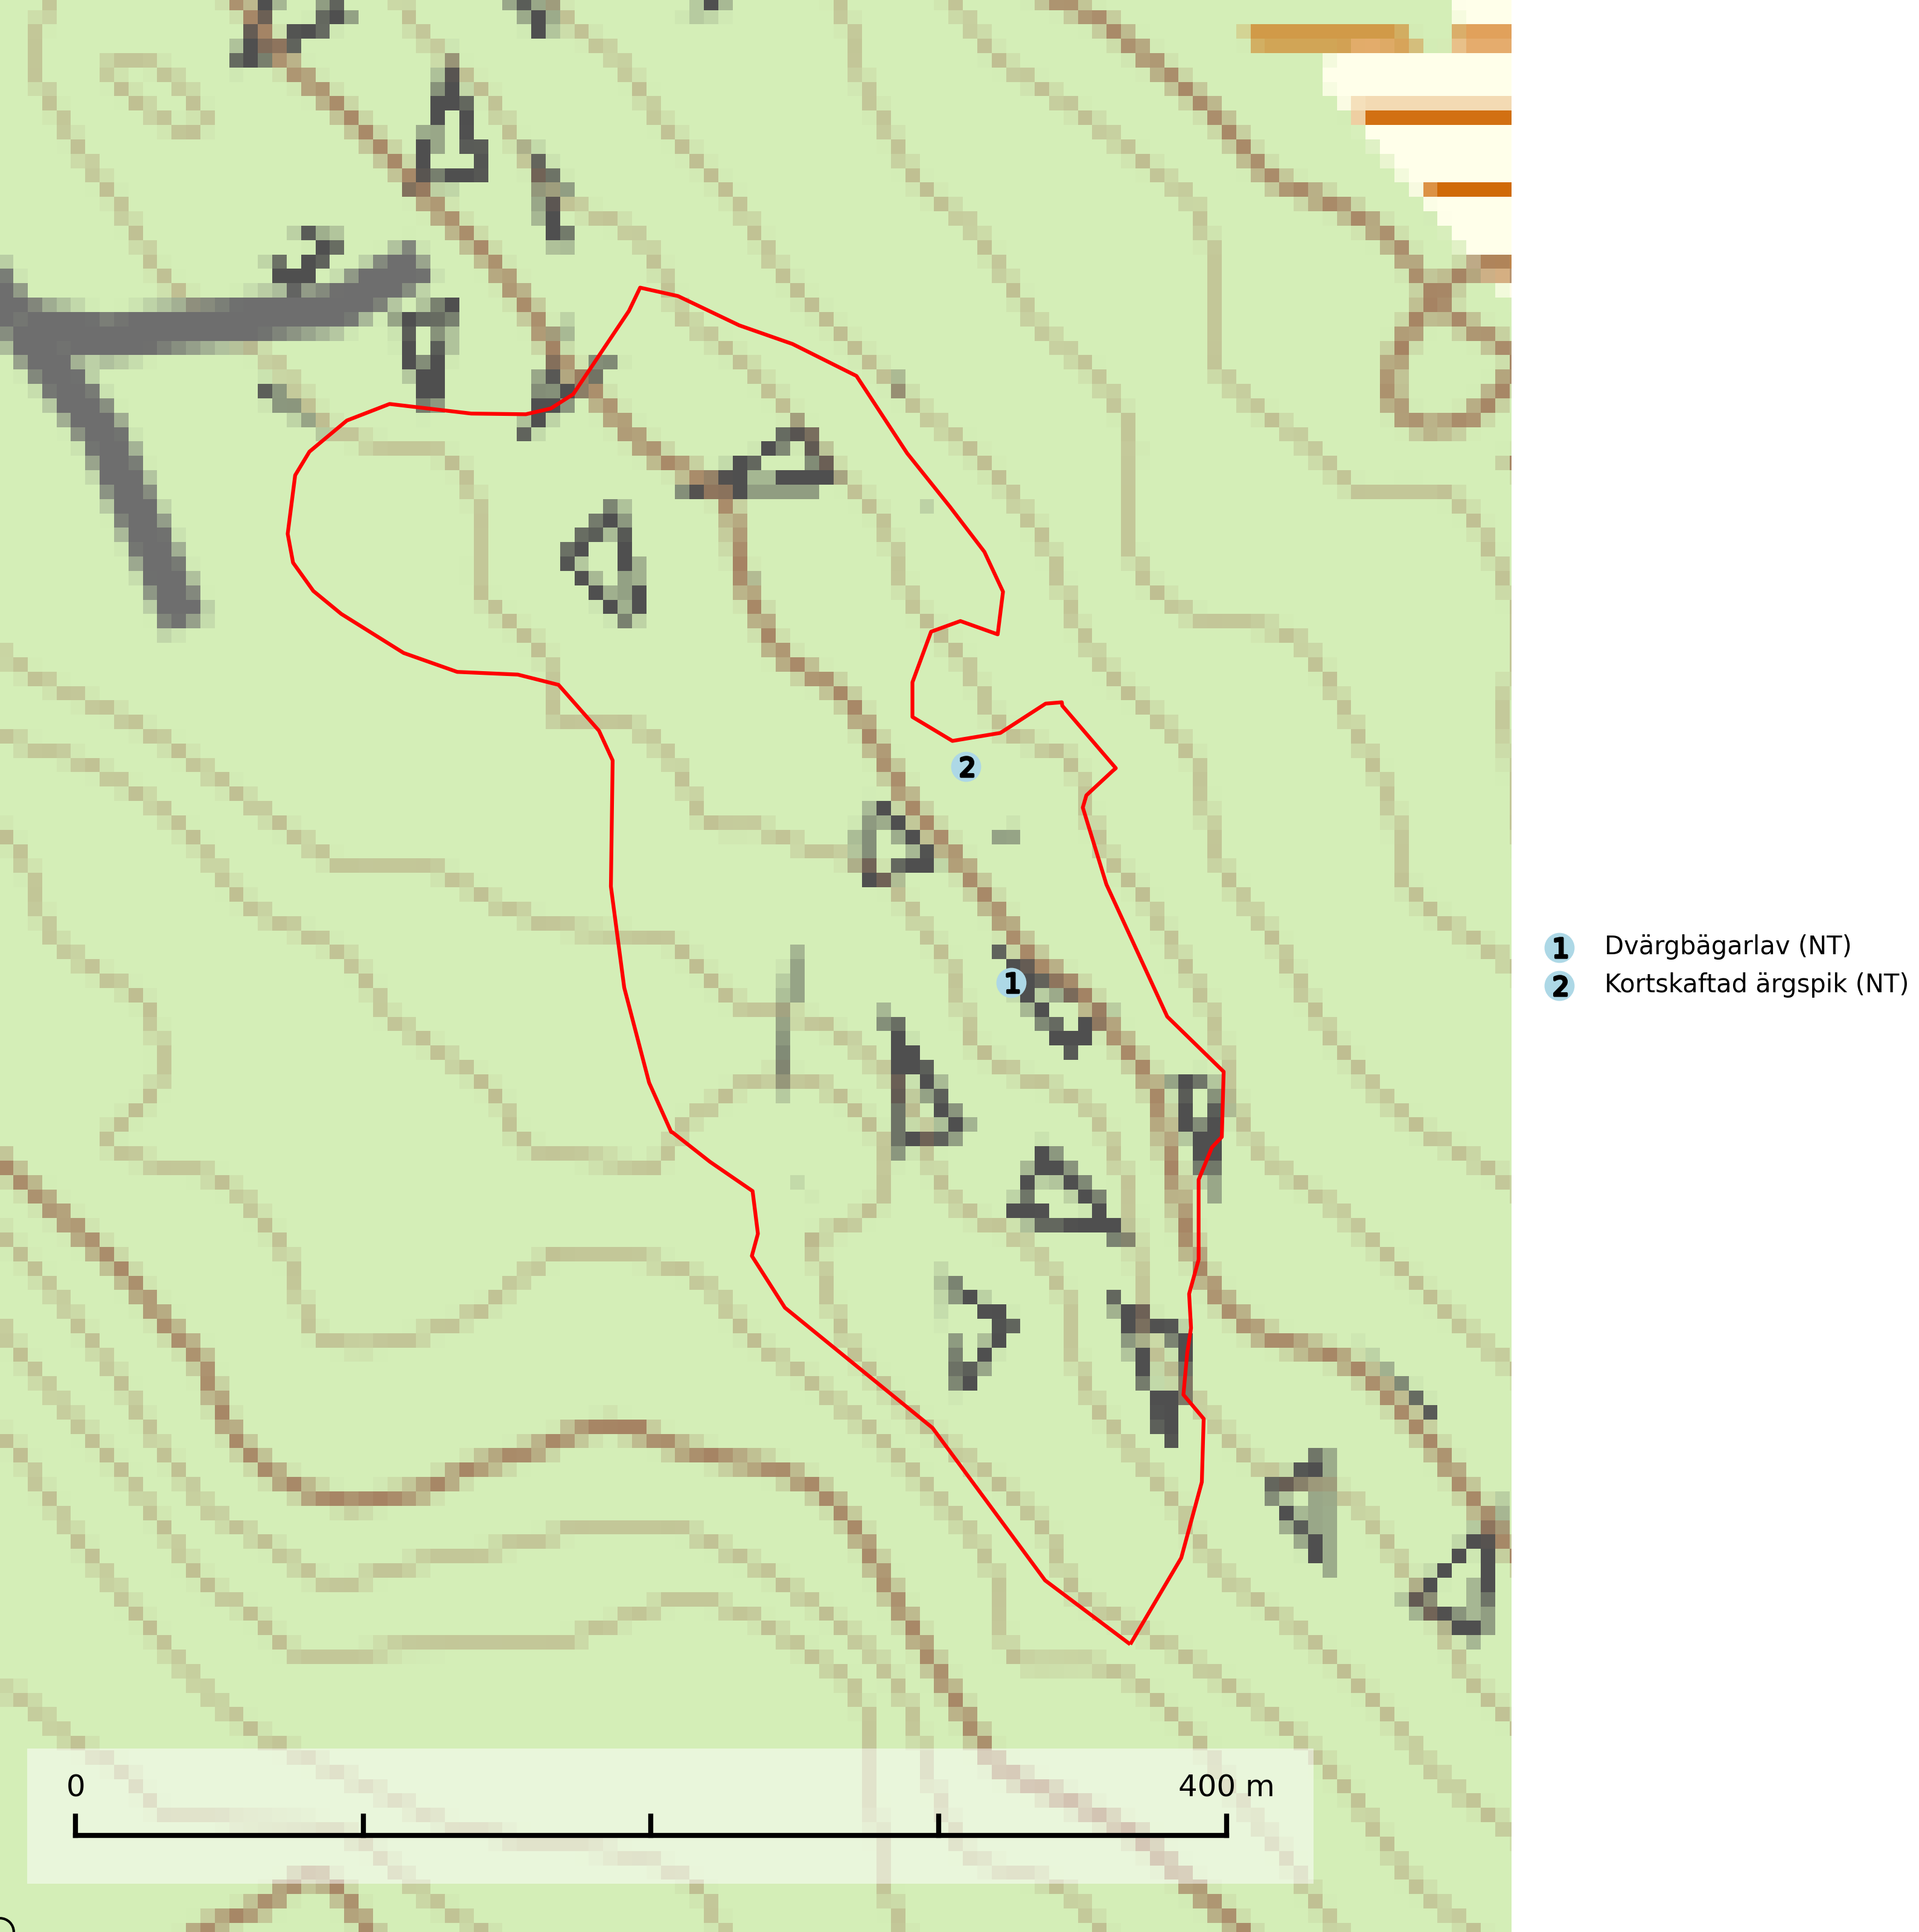 2
1
1 Dvärgbägarlav (NT)
2 Kortskaftad ärgspik (NT)
0 400 m